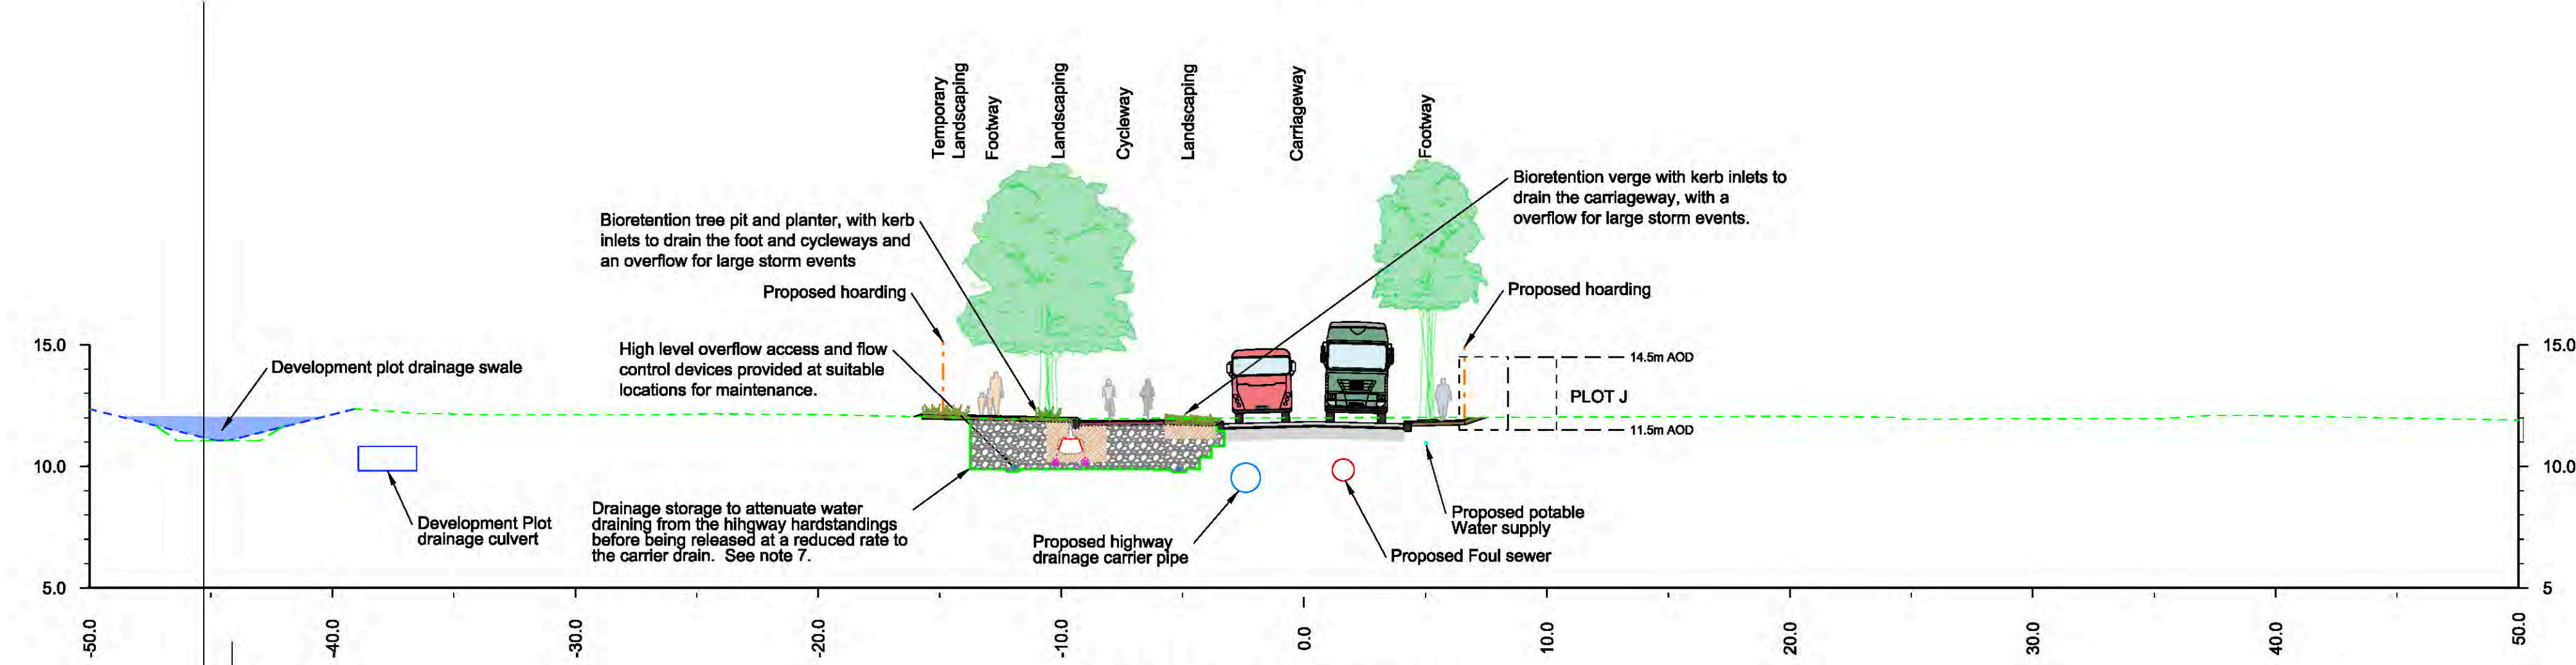 Temporary
Landscaping
Footway
Landscaping
Cycleway
Landscaping
Carriageway
Footway
Bioretention verge with kerb inlets to
drain the carriageway, with a
overflow for large storm events.
Bioretention tree pit and planter, with kerb
inlets to drain the foot and cycleways and
an overflow for large storm events
Proposed hoarding
Proposed hoarding
High level overflow access and flow
control devices provided at suitable
locations for maintenance.
15.0
Development plot drainage swale
15.0
14.5m AOD
PLOT J
11.5m AOD
10.0
10.0
Development Plot
drainage culvert
Drainage storage to attenuate water
draining from the hihgway hardstandings
before being released at a reduced rate to
the carrier drain. See note 7.
Proposed highway
drainage carrier pipe
Proposed potable
Water supply
Proposed Foul sewer
5.0
5
-50.0
-40.0
-30.0
-20.0
-10.0
0.0
10.0
20.0
30.0
40.0
50.0